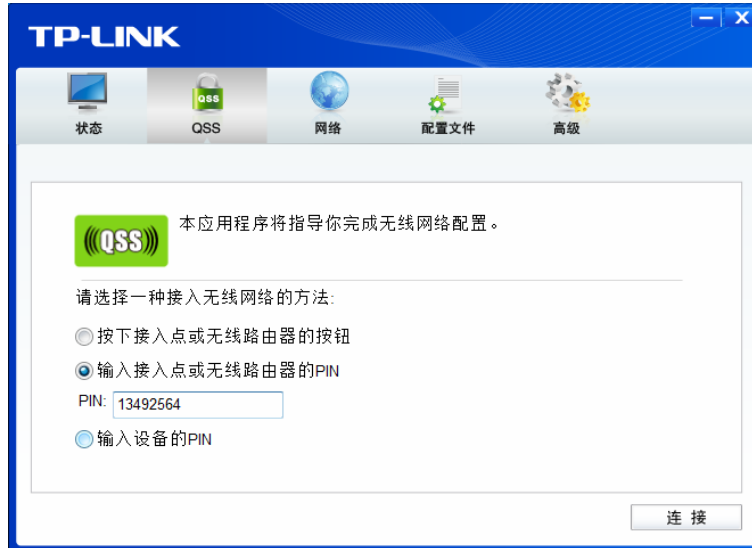 TP-LINK
状态 QSS 网络 配置文件 高级
QSS
本应用程序将指导你完成无线网络配置。
请选择一种接入无线网络的方法:
按下接入点或无线路由器的按钮
输入接入点或无线路由器的PIN
PIN: 13492564
输入设备的PIN
连 接